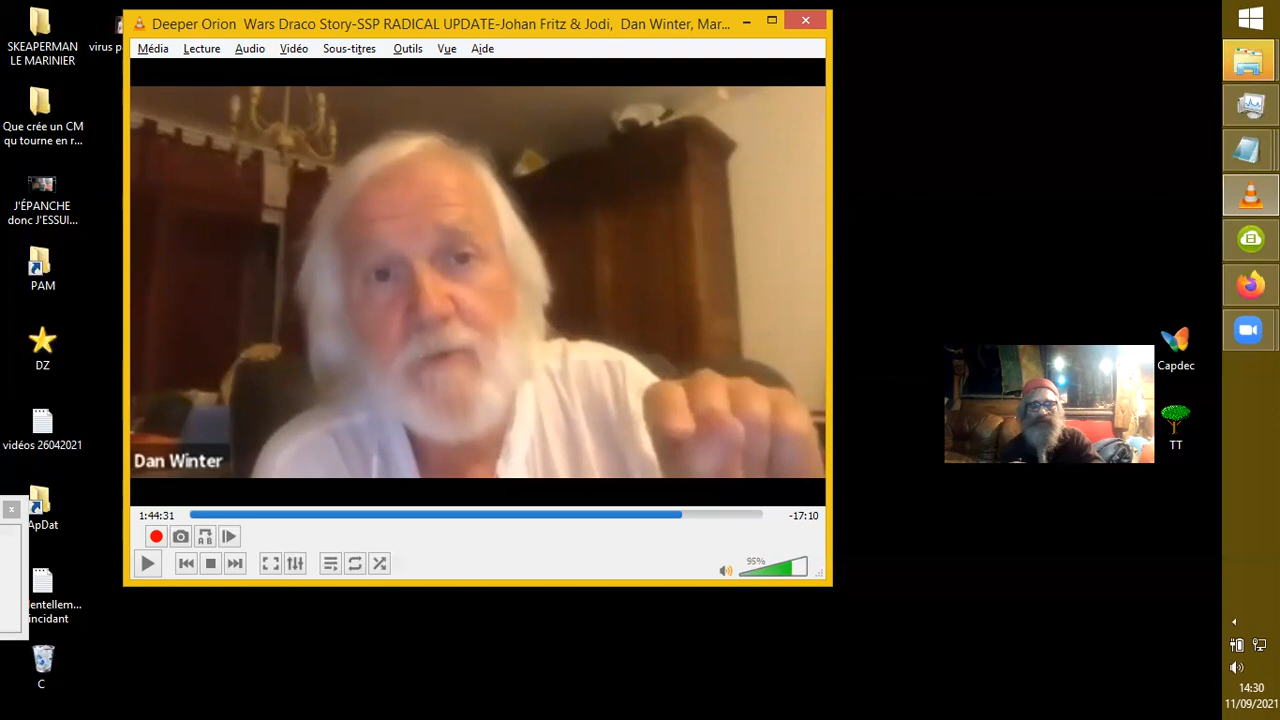 SKEAPERMAN
LE MARINIER
virus p
Que crée un CM
qu tourne en r...
J'ÉPANCHE
donc J'ESSUI...
PAM
DZ
vidéos 26042021
x
ApDat
entellem...
incidant
C
Deeper Orion Wars Draco Story-SSP RADICAL UPDATE-Johan Fritz & Jodi, Dan Winter, Mar...
Média Lecture Audio Vidéo Sous-titres Outils Vue Aide
Dan Winter
1:44:31 -17:10
A B
95%
Capdec
TT
14:30
11/09/2021